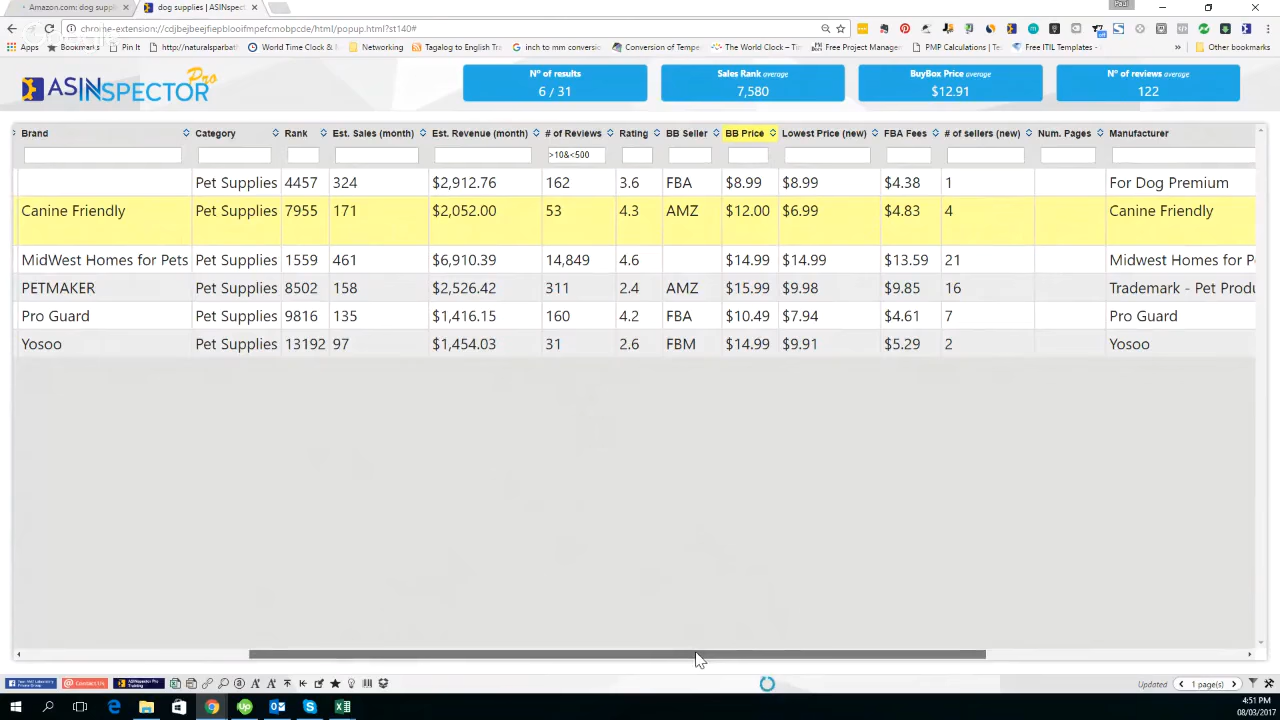 Amazon.com: dog suppl
dog supplies | ASINspec
Paul
chrome-extension://cdjbejbeejfiepblooifmpefcmobpcde/html/popup.html?st140#
Apps
Bookmarks
Pin It
http://naturalsparbat
World Time Clock &
Networking
Tagalog to English Tra
inch to mm conversion
Conversion of Tempe
The World Clock – Ti
Free Project Manager
PMP Calculations | Te
Free ITIL Templates -
»
Other bookmarks
ASINSPECTOR Pro
Nº of results
6 / 31
Sales Rank average
7,580
BuyBox Price average
$12.91
Nº of reviews average
122
Brand Category Rank Est. Sales (month) Est. Revenue (month) # of Reviews Rating BB Seller BB Price Lowest Price (new) FBA Fees # of sellers (new) Num. Pages Manufacturer
>10&<500
Pet Supplies 4457 324 $2,912.76 162 3.6 FBA $8.99 $8.99 $4.38 1 For Dog Premium
Canine Friendly Pet Supplies 7955 171 $2,052.00 53 4.3 AMZ $12.00 $6.99 $4.83 4 Canine Friendly
MidWest Homes for Pets Pet Supplies 1559 461 $6,910.39 14,849 4.6 $14.99 $14.99 $13.59 21 Midwest Homes for P
PETMAKER Pet Supplies 8502 158 $2,526.42 311 2.4 AMZ $15.99 $9.98 $9.85 16 Trademark - Pet Produ
Pro Guard Pet Supplies 9816 135 $1,416.15 160 4.2 FBA $10.49 $7.94 $4.61 7 Pro Guard
Yosoo Pet Supplies 13192 97 $1,454.03 31 2.6 FBM $14.99 $9.91 $5.29 2 Yosoo
Contact Us
Updated
1 page(s)
4:51 PM
08/03/2017